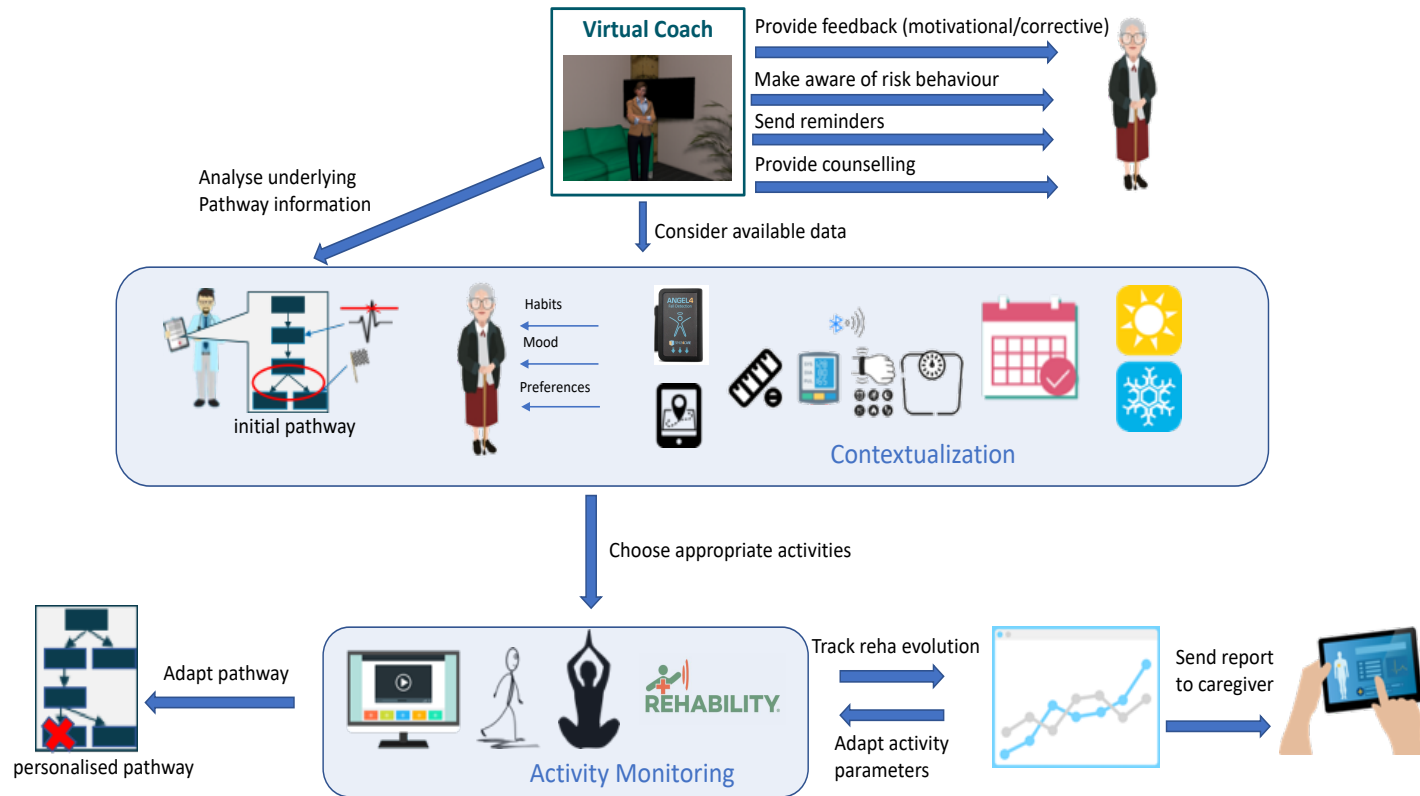 Virtual Coach
Provide feedback (motivational/corrective)
Make aware of risk behaviour
Send reminders
Provide counselling
Analyse underlying
Pathway information
Consider available data
initial pathway
Habits
Mood
Preferences
ANGEL4
Contextualization
Choose appropriate activities
personalised pathway
Adapt pathway
REHABILITY
Activity Monitoring
Track reha evolution
Adapt activity
parameters
Send report
to caregiver